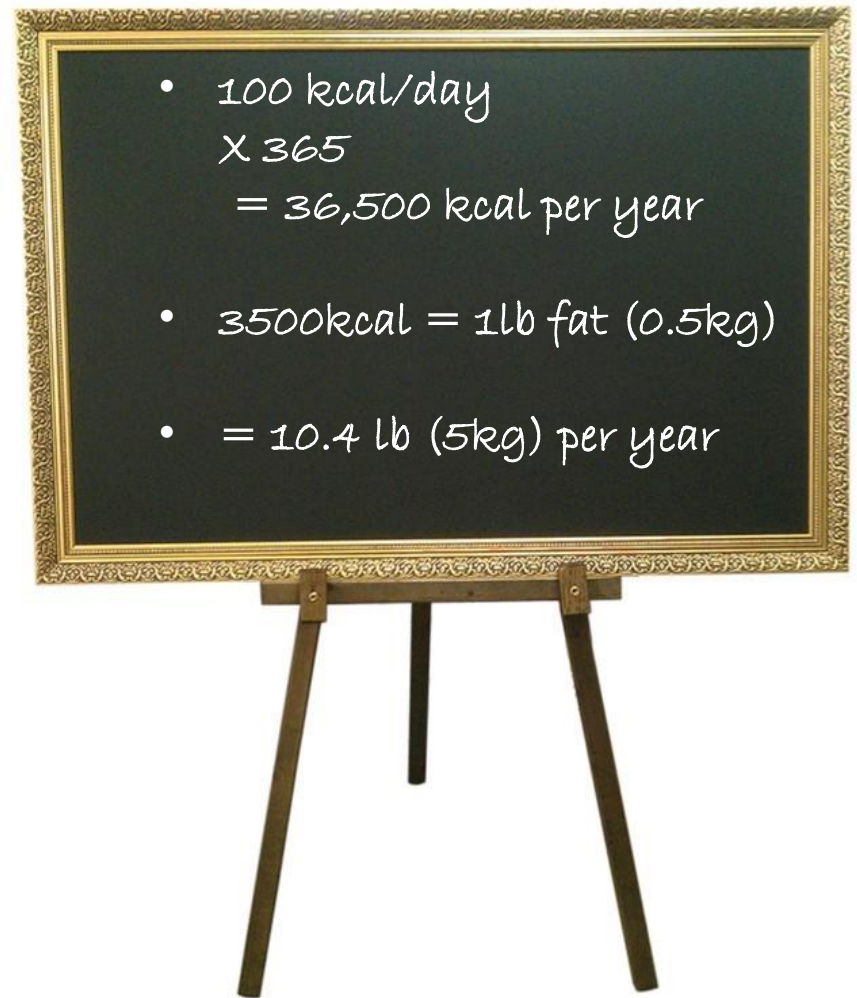 • 100 kcal/day
X 365
= 36,500 kcal per year
• 3500kcal = 1lb fat (0.5kg)
• = 10.4 lb (5kg) per year